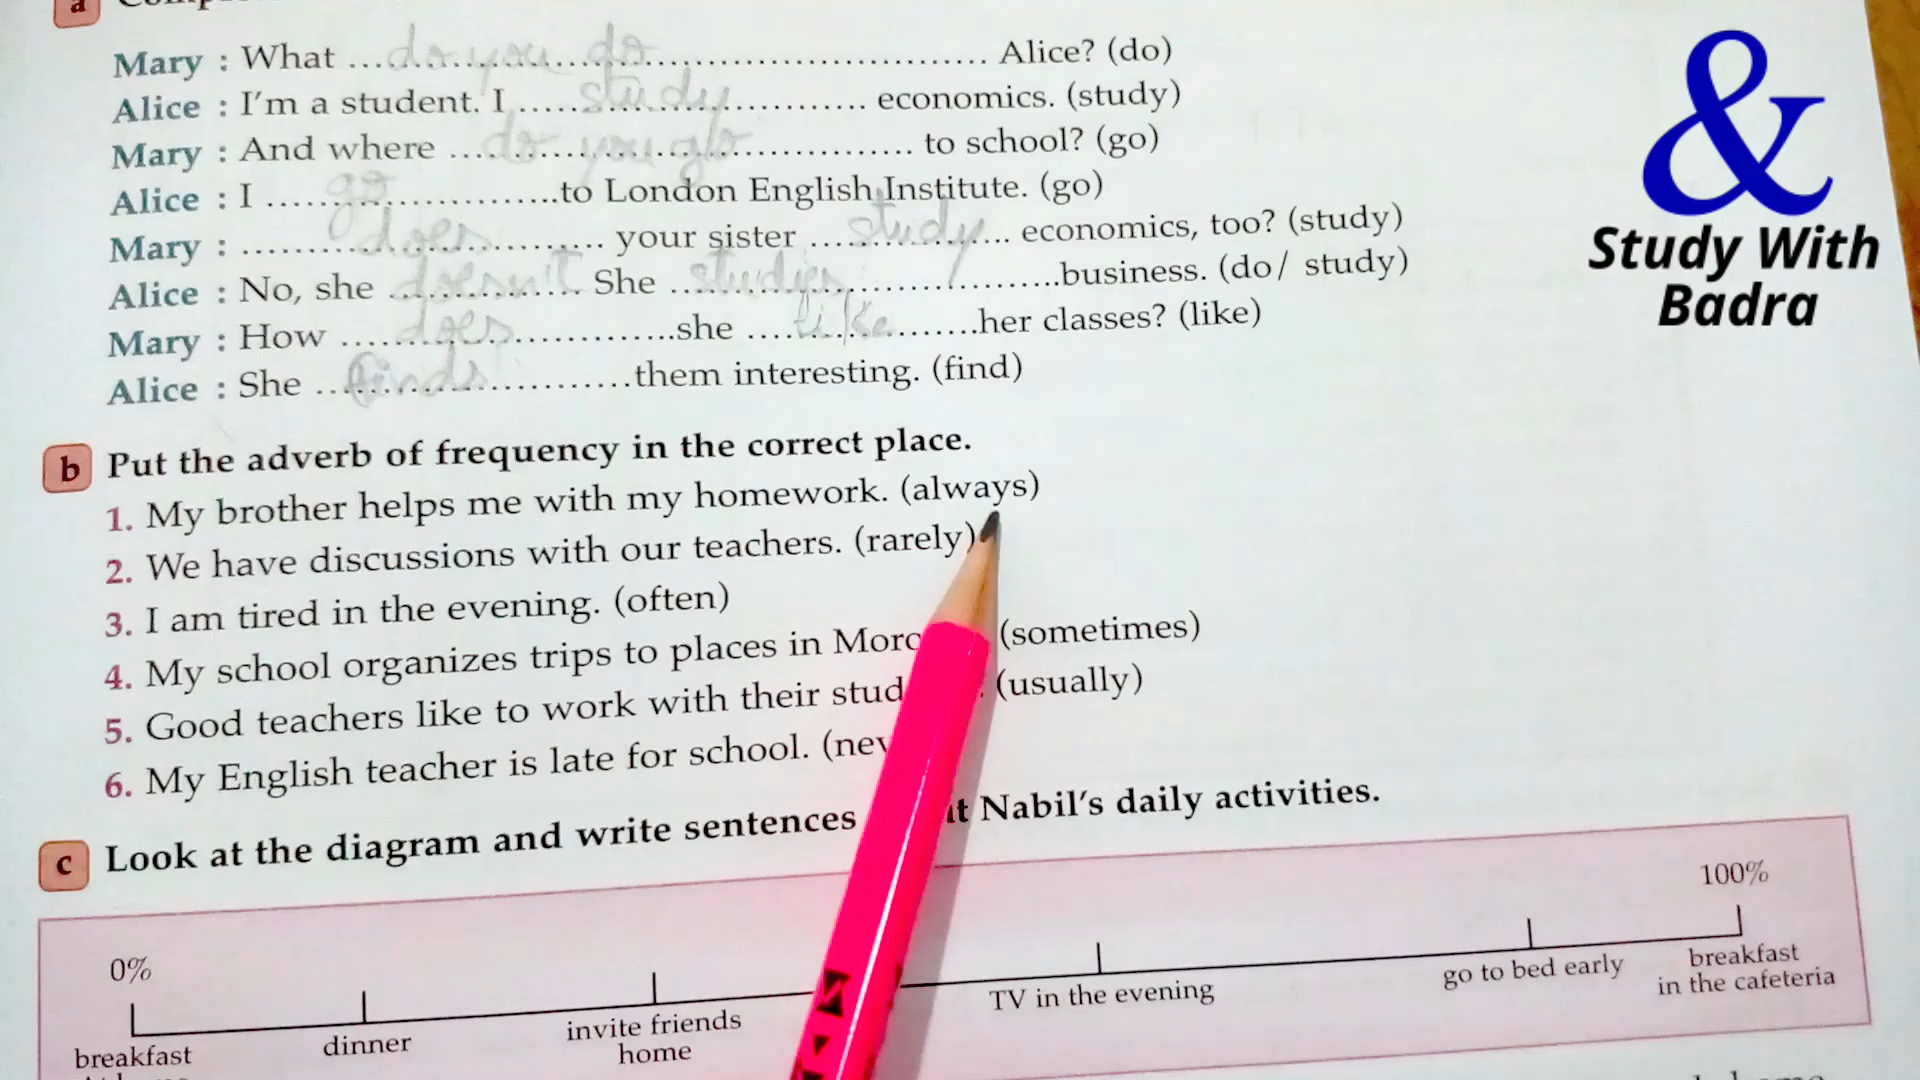 a
Mary : What ... do you do ... Alice? (do)
Alice : I'm a student. I ... study ... economics. (study)
Mary : And where ... do you go ... to school? (go)
Alice : I ... go ... to London English Institute. (go)
Mary : ... does ... your sister ... study ... economics, too? (study)
Alice : No, she ... doesn't ... She ... studies ... business. (do/ study)
Mary : How ... does ... she ... like ... her classes? (like)
Alice : She ... finds ... them interesting. (find)
b Put the adverb of frequency in the correct place.
1. My brother helps me with my homework. (always)
2. We have discussions with our teachers. (rarely)
3. I am tired in the evening. (often)
4. My school organizes trips to places in (sometimes)
5. Good teachers like to work with their (usually)
6. My English teacher is late for school.
c Look at the diagram and write sentences Nabil's daily activities.
0% 100%
breakfast dinner invite friends home TV in the evening go to bed early breakfast in the cafeteria
&
Study With
Badra